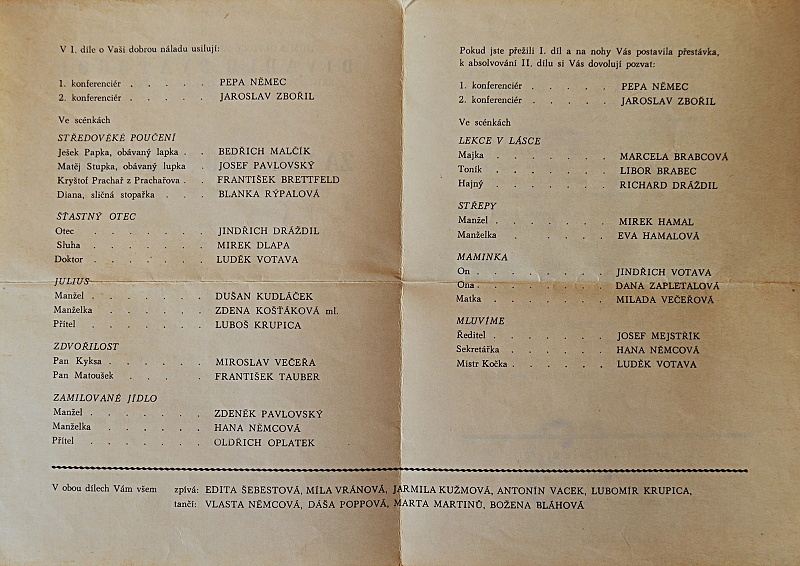 V I. díle o Vaši dobrou náladu usilují:
1. konferenciér . . . . . PEPA NĚMEC
2. konferenciér . . . . . JAROSLAV ZBOŘIL
Ve scénkách
STŘEDOVĚKÉ POUČENÍ
Ješek Papka, obávaný lapka . . BEDŘICH MALČÍK
Matěj Stupka, obávaný lupka . JOSEF PAVLOVSKÝ
Kryštof Prachař z Prachařova . . FRANTIŠEK BRETTFELD
Diana, sličná stopařka . . . BLANKA RÝPALOVÁ
ŠŤASTNÝ OTEC
Otec . . . . . . . JINDŘICH DRÁŽDIL
Sluha . . . . . . . MIREK DLAPA
Doktor . . . . . . . LUDĚK VOTAVA
JULIUS
Manžel . . . . . . . DUŠAN KUDLÁČEK
Manželka . . . . . . ZDENA KOŠŤÁKOVÁ ml.
Přítel . . . . . . . LUBOŠ KRUPICA
ZDVOŘILOST
Pan Kyksa . . . . . . MIROSLAV VEČEŘA
Pan Matoušek . . . . . FRANTIŠEK TAUBER
ZAMILOVANÉ JÍDLO
Manžel . . . . . . . ZDENĚK PAVLOVSKÝ
Manželka . . . . . . HANA NĚMCOVÁ
Přítel . . . . . . . OLDŘICH OPLATEK
Pokud jste přežili I. díl a na nohy Vás postavila přestávka,
k absolvování II. dílu si Vás dovolují pozvat:
1. konferenciér . . . . . PEPA NĚMEC
2. konferenciér . . . . . JAROSLAV ZBOŘIL
Ve scénkách
LEKCE V LÁSCE
Majka . . . . . . . MARCELA BRABCOVÁ
Toník . . . . . . . LIBOR BRABEC
Hajný . . . . . . . RICHARD DRÁŽDIL
STŘEPY
Manžel . . . . . . . MIREK HAMAL
Manželka . . . . . . EVA HAMALOVÁ
MAMINKA
On . . . . . . . JINDŘICH VOTAVA
Ona . . . . . . . DANA ZAPLETALOVÁ
Matka . . . . . . . MILADA VEČEŘOVÁ
MLUVÍME
Ředitel . . . . . . . JOSEF MEJSTŘÍK
Sekretářka . . . . . . HANA NĚMCOVÁ
Mistr Kočka . . . . . . LUDĚK VOTAVA
V obou dílech Vám všem zpívá: EDITA ŠEBESTOVÁ, MÍLA VRÁNOVÁ, JARMILA KUŽMOVÁ, ANTONÍN VACEK, LUBOMÍR KRUPICA,
tančí: VLASTA NĚMCOVÁ, DÁŠA POPPOVÁ, MARTA MARTINŮ, BOŽENA BLÁHOVÁ